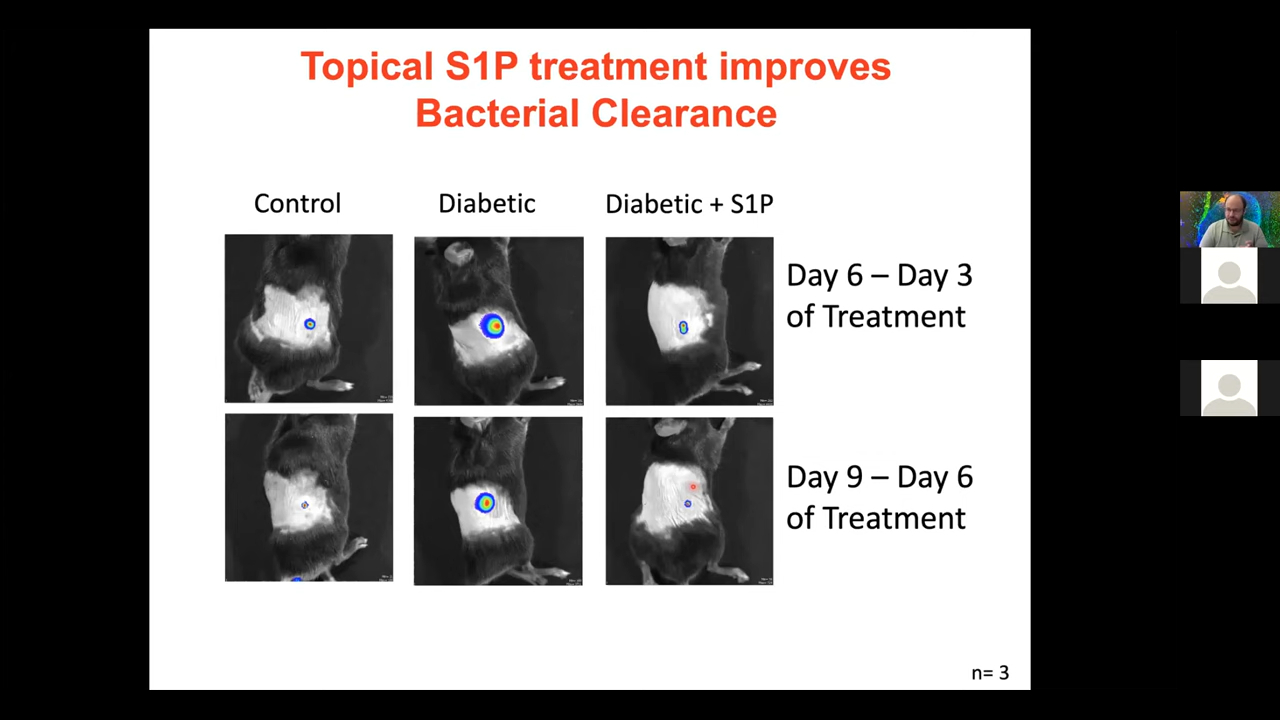 Topical S1P treatment improves
Bacterial Clearance
Control
Diabetic
Diabetic + S1P
Day 6 – Day 3
of Treatment
Day 9 – Day 6
of Treatment
n= 3